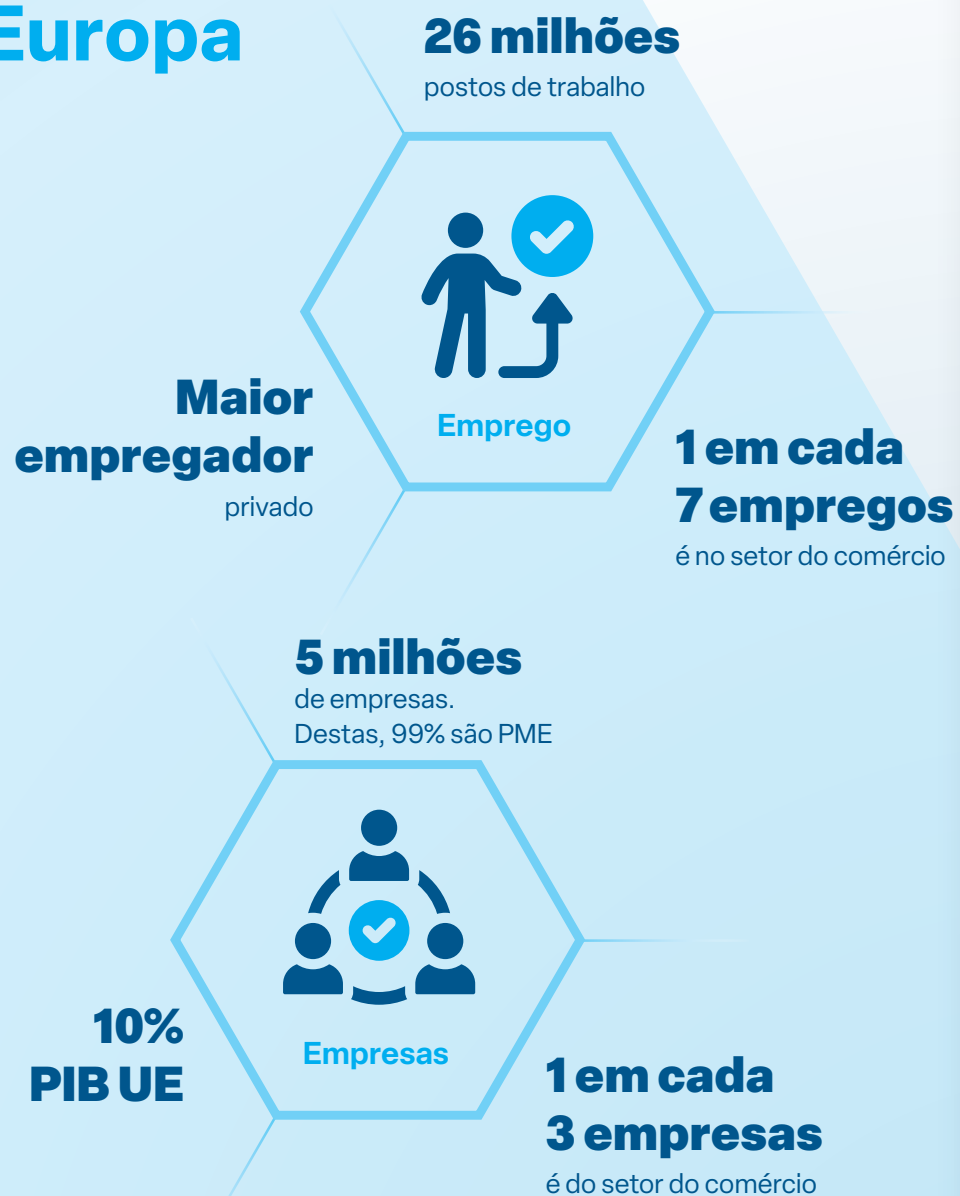 Europa
26 milhões
postos de trabalho
Emprego
Maior
empregador
privado
1 em cada
7 empregos
é no setor do comércio
5 milhões
de empresas.
Destas, 99% são PME
Empresas
10%
PIB UE
1 em cada
3 empresas
é do setor do comércio